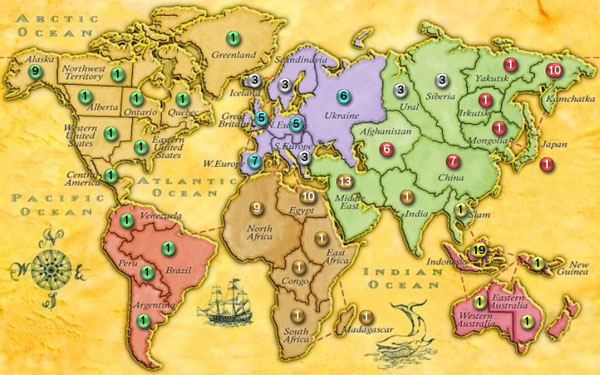 ARCTIC
OCEAN
Alaska
9
Northwest
Territory
1
Greenland
1
Alberta
1
Ontario
1
Quebec
1
Western
United
States
1
Eastern
United
States
1
Central
America
1
ATLANTIC
OCEAN
PACIFIC
OCEAN
N
W
E
S
Venezuela
1
Peru
1
Brazil
1
Argentina
1
Iceland
3
Scandinavia
3
Great
Britain
5
N. Eu
5
S. Europe
3
W. Europe
7
Ukraine
6
Ural
3
Siberia
3
Yakutsk
1
Kamchatka
10
Irkutsk
1
Mongolia
1
Japan
1
Afghanistan
6
China
7
Middle
East
13
India
1
Siam
1
North
Africa
9
Egypt
10
East
Africa
1
Congo
1
South
Africa
1
Madagascar
1
INDIAN
OCEAN
Indonesia
19
New
Guinea
1
Western
Australia
1
Eastern
Australia
1